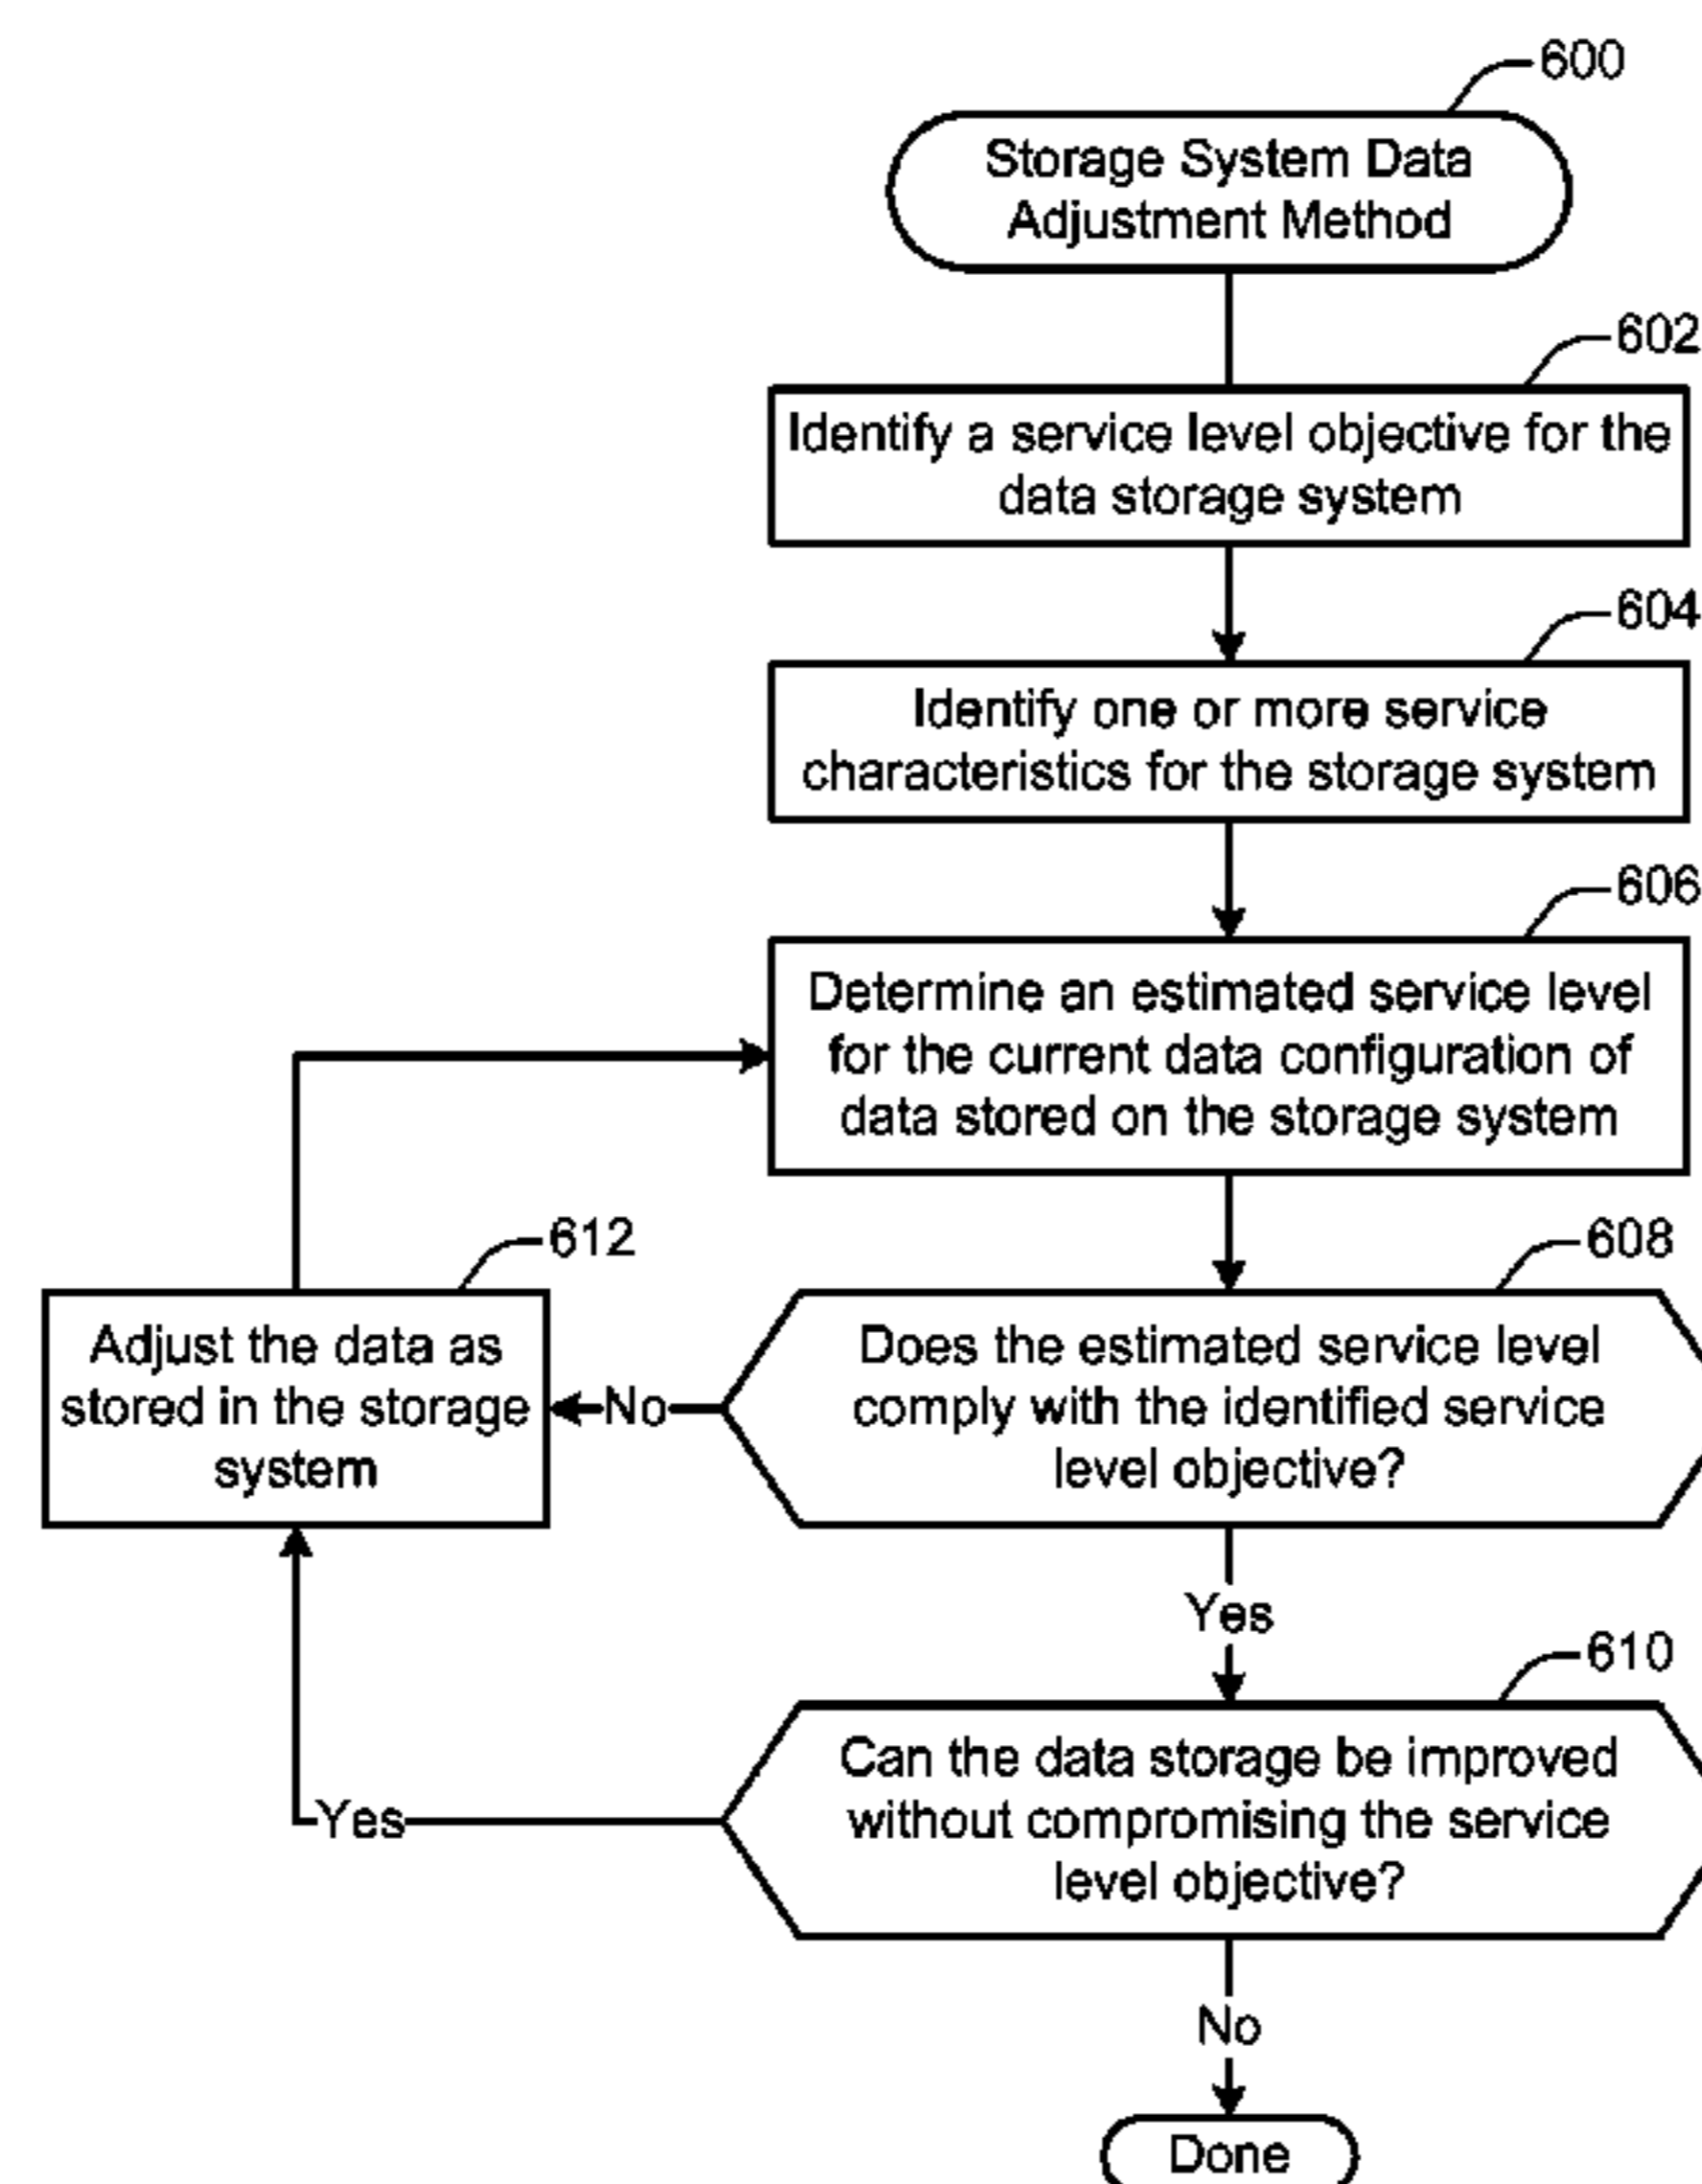 600
Storage System Data
Adjustment Method
602
Identify a service level objective for the
data storage system
604
Identify one or more service
characteristics for the storage system
606
Determine an estimated service level
for the current data configuration of
data stored on the storage system
612
608
Adjust the data as
stored in the storage
system
No
Does the estimated service level
comply with the identified service
level objective?
Yes
610
Can the data storage be improved
without compromising the service
level objective?
Yes
No
Done